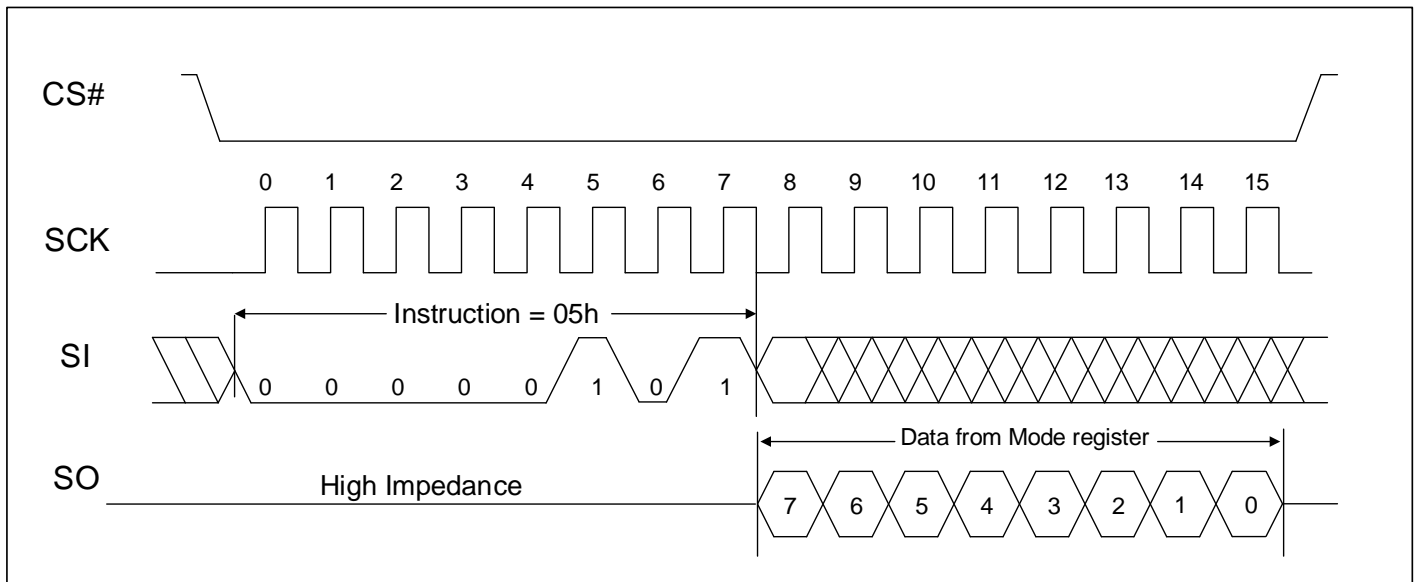 CS#
0 1 2 3 4 5 6 7 8 9 10 11 12 13 14 15
SCK
Instruction = 05h
SI
0 0 0 0 0 1 0 1
Data from Mode register
SO
High Impedance
7 6 5 4 3 2 1 0